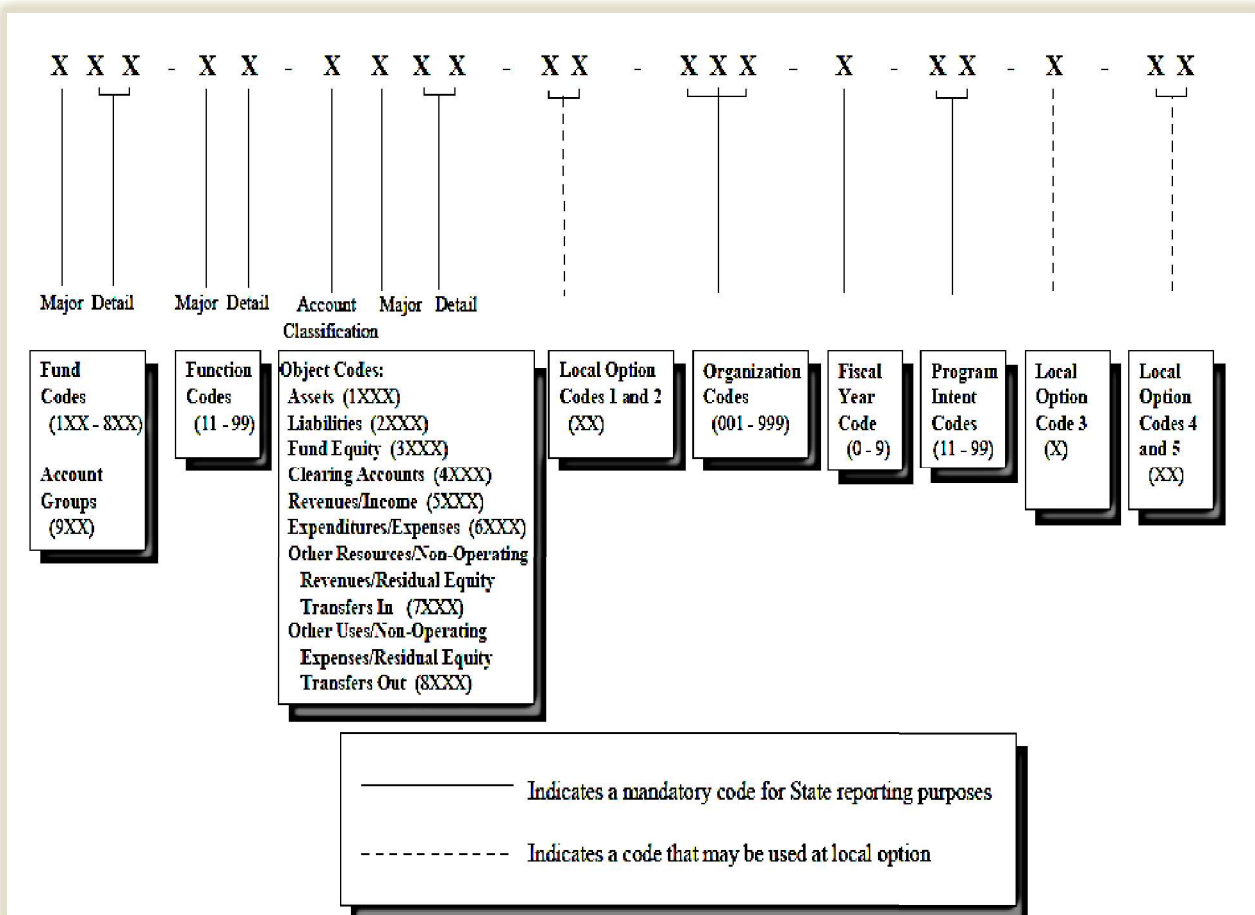 X X X - X X - X X X X - X X - X X X - X - X X - X - X X
Major Detail Major Detail Account Major Detail
Classification
Fund
Codes
(1XX - 8XX)
Account
Groups
(9XX)
Function
Codes
(11 - 99)
Object Codes:
Assets (1XXX)
Liabilities (2XXX)
Fund Equity (3XXX)
Clearing Accounts (4XXX)
Revenues/Income (5XXX)
Expenditures/Expenses (6XXX)
Other Resources/Non-Operating
Revenues/Residual Equity
Transfers In (7XXX)
Other Uses/Non-Operating
Expenses/Residual Equity
Transfers Out (8XXX)
Local Option
Codes 1 and 2
(XX)
Organization
Codes
(001 - 999)
Fiscal
Year
Code
(0 - 9)
Program
Intent
Codes
(11 - 99)
Local
Option
Code 3
(X)
Local
Option
Codes 4
and 5
(XX)
Indicates a mandatory code for State reporting purposes
Indicates a code that may be used at local option